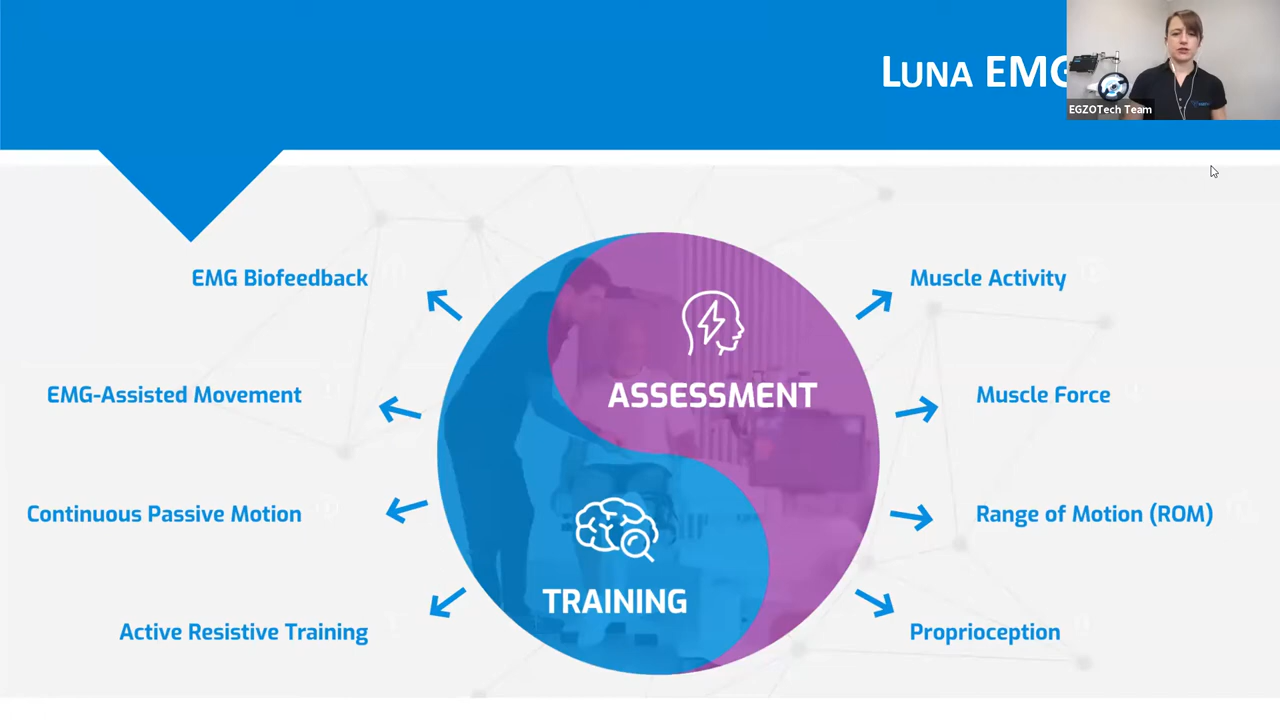 LUNA EMG
EGZOTech Team
EMG Biofeedback
Muscle Activity
EMG-Assisted Movement
ASSESSMENT
Muscle Force
Continuous Passive Motion
Range of Motion (ROM)
TRAINING
Active Resistive Training
Proprioception